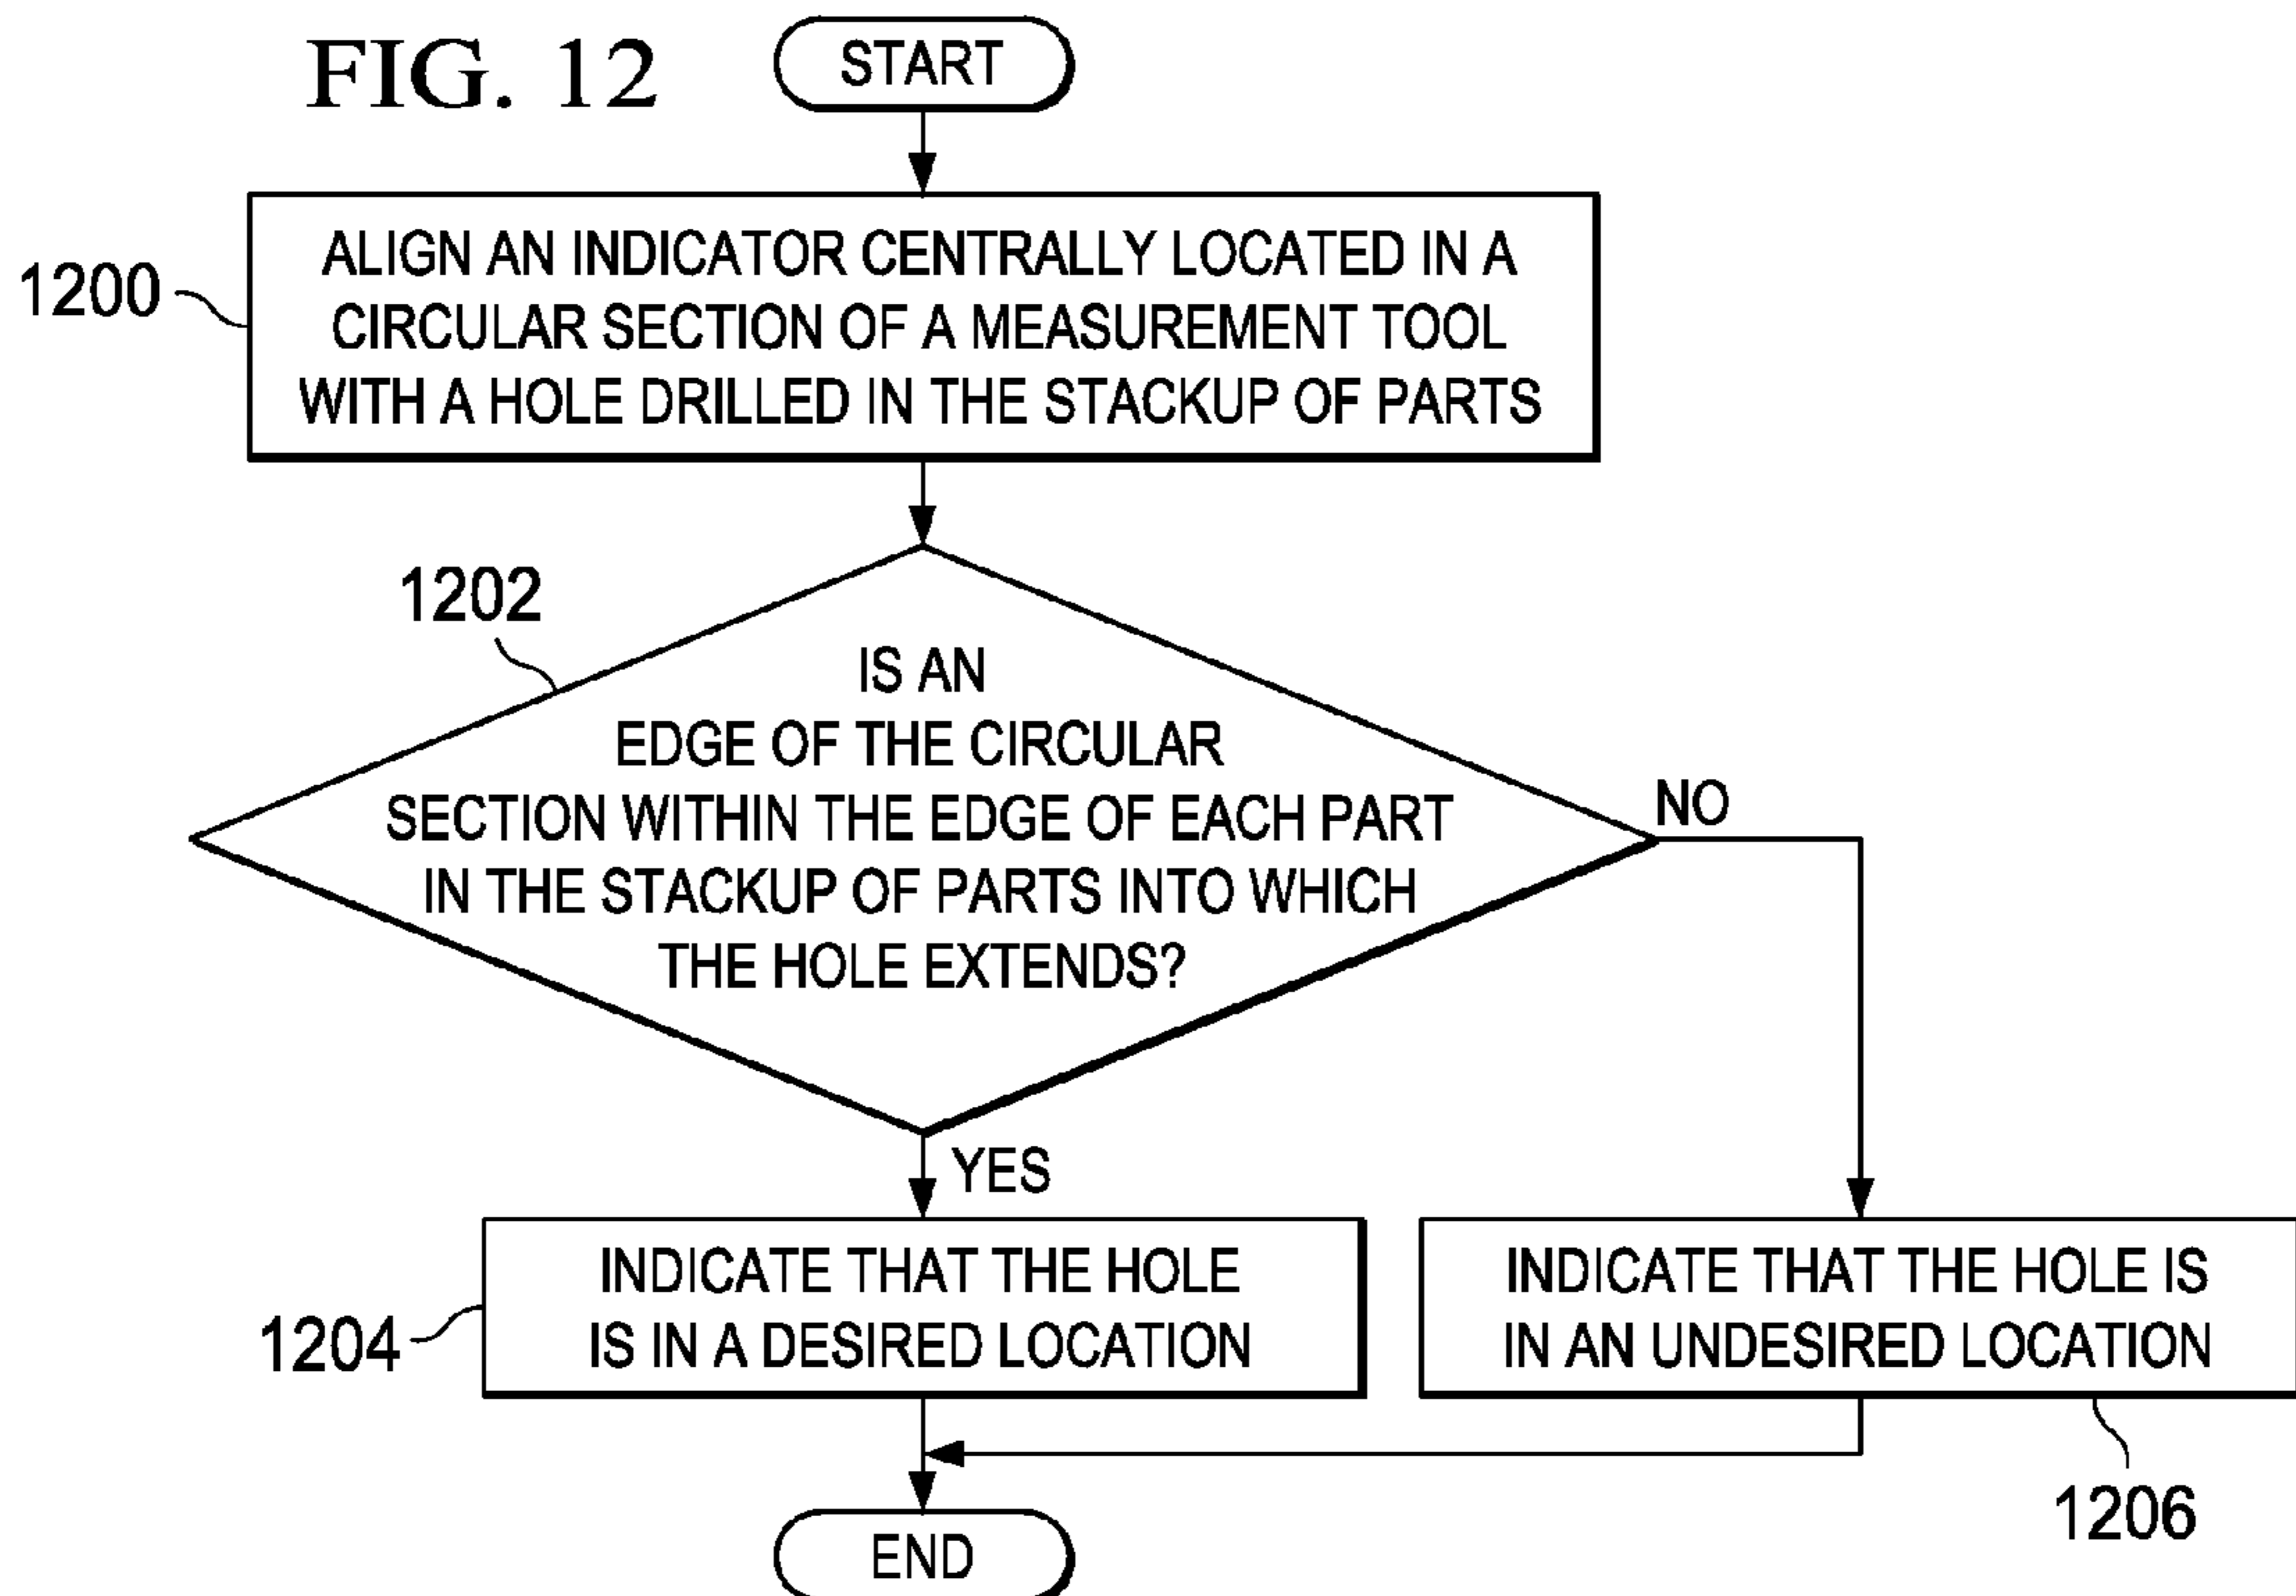 FIG. 12
START
1200
ALIGN AN INDICATOR CENTRALLY LOCATED IN A
CIRCULAR SECTION OF A MEASUREMENT TOOL
WITH A HOLE DRILLED IN THE STACKUP OF PARTS
1202
IS AN
EDGE OF THE CIRCULAR
SECTION WITHIN THE EDGE OF EACH PART
IN THE STACKUP OF PARTS INTO WHICH
THE HOLE EXTENDS?
NO
YES
1204
INDICATE THAT THE HOLE
IS IN A DESIRED LOCATION
INDICATE THAT THE HOLE IS
IN AN UNDESIRED LOCATION
1206
END